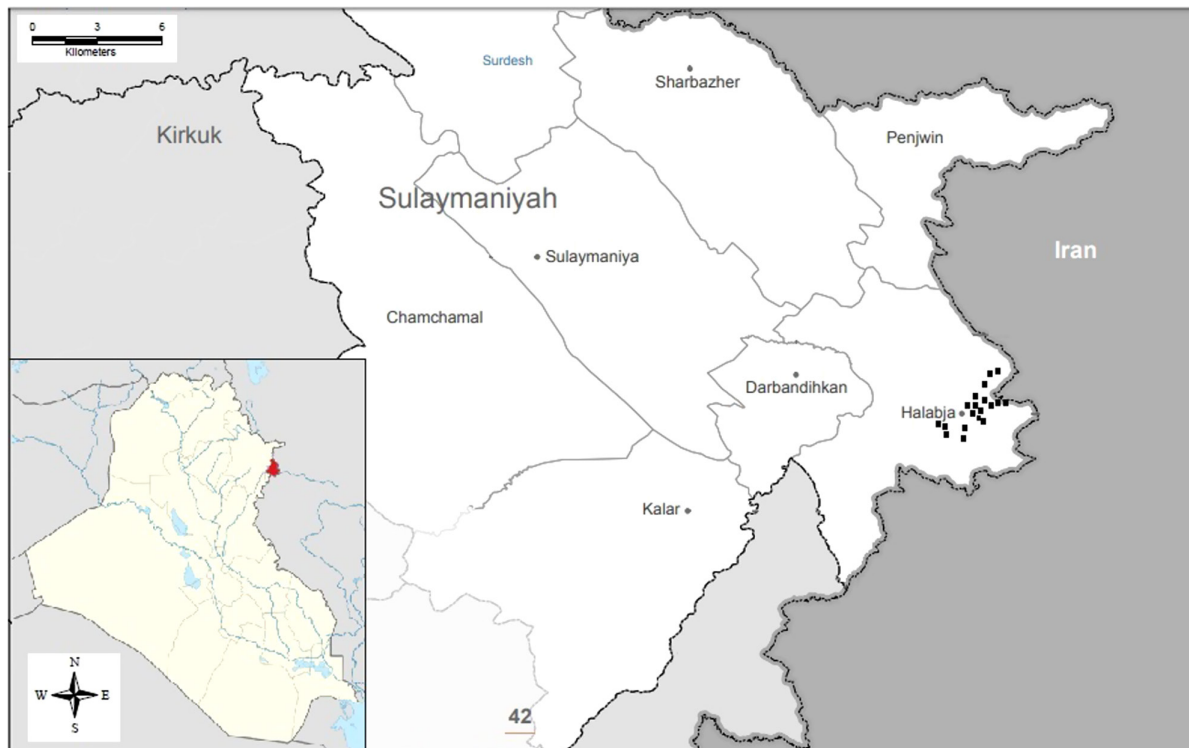 0 3 6
Kilometers
Surdesh
Sharbazher
Kirkuk
Penjwin
Sulaymaniyah
Iran
Sulaymaniya
Chamchamal
Darbandihkan
Halabja
Kalar
N
W E
S
42